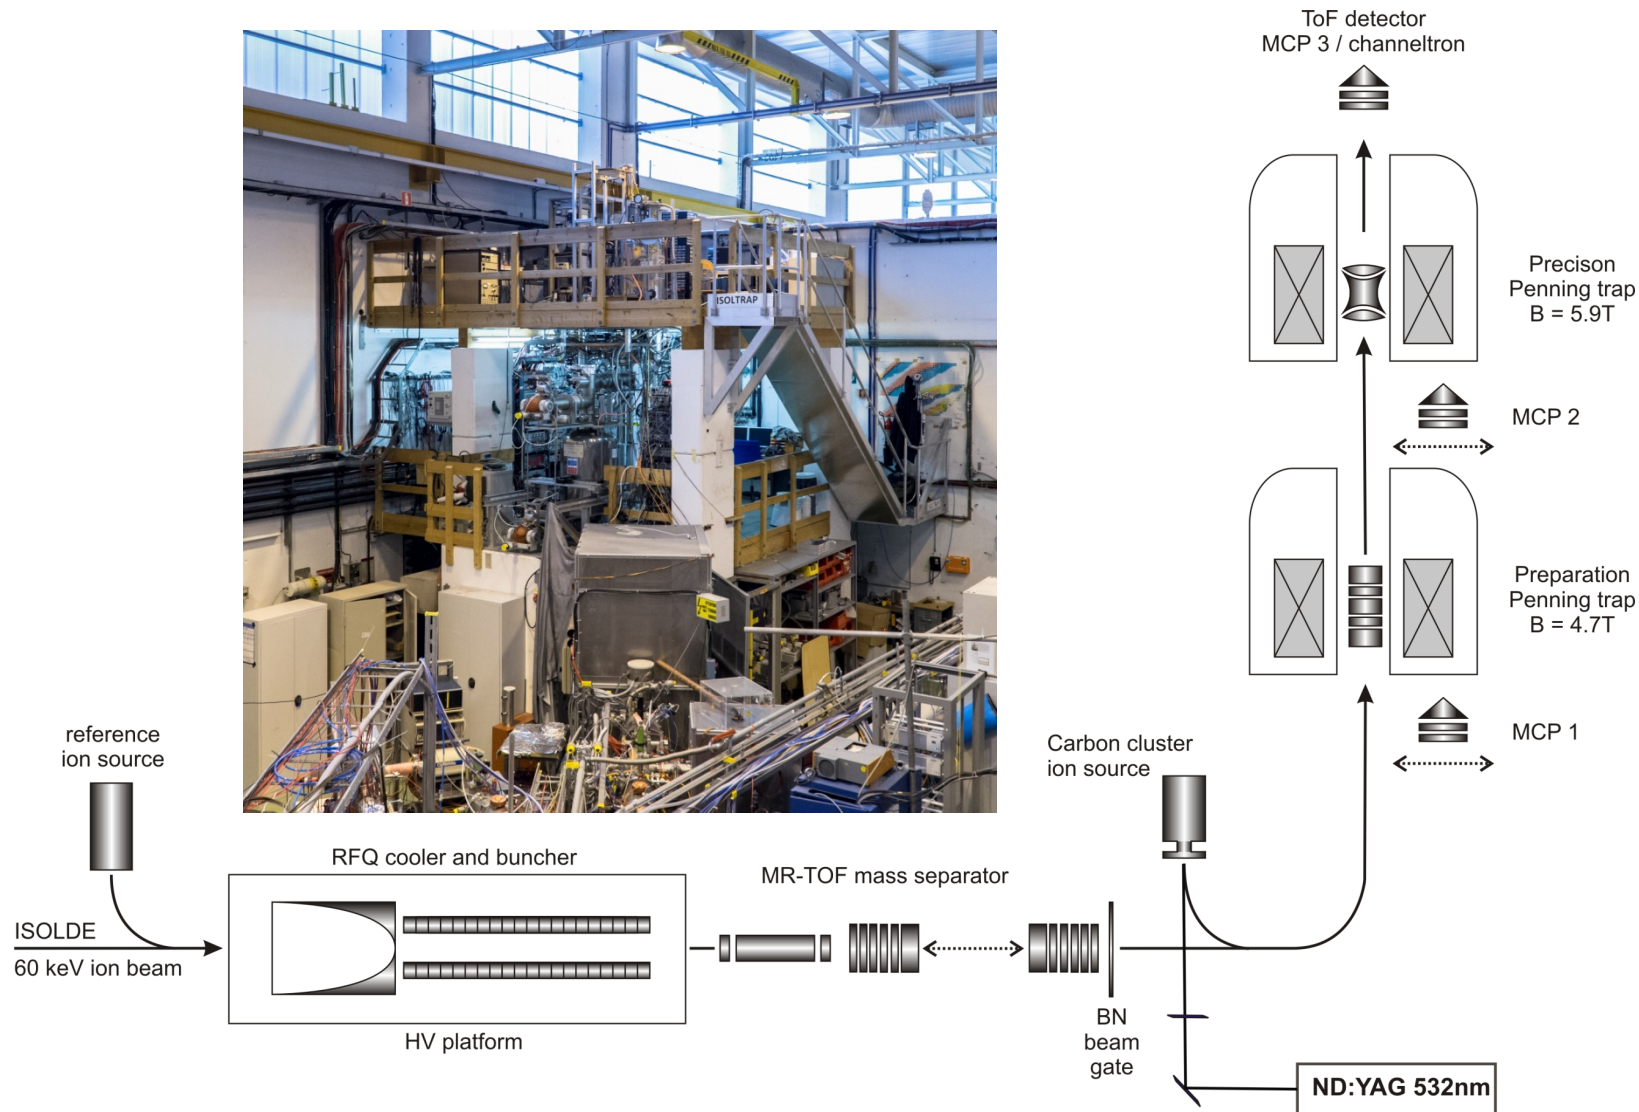 ToF detector
MCP 3 / channeltron
ISOLTRAP
Precison
Penning trap
B = 5.9T
MCP 2
Preparation
Penning trap
B = 4.7T
MCP 1
reference
ion source
Carbon cluster
ion source
RFQ cooler and buncher
MR-TOF mass separator
ISOLDE
60 keV ion beam
HV platform
BN
beam
gate
ND:YAG 532nm